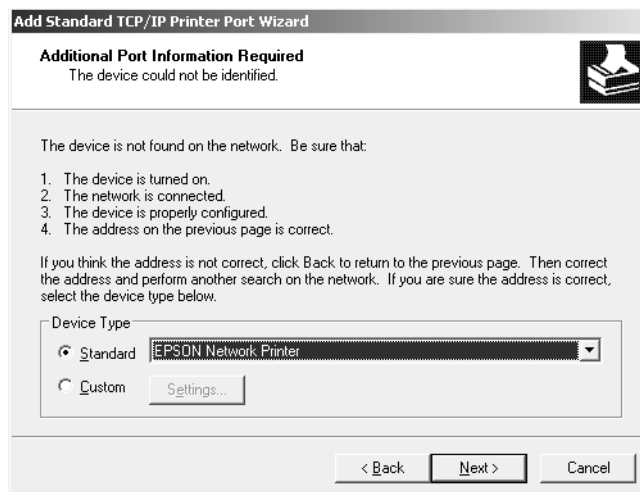 Add Standard TCP/IP Printer Port Wizard
Additional Port Information Required
The device could not be identified.
The device is not found on the network. Be sure that:
1. The device is turned on.
2. The network is connected.
3. The device is properly configured.
4. The address on the previous page is correct.
If you think the address is not correct, click Back to return to the previous page. Then correct
the address and perform another search on the network. If you are sure the address is correct,
select the device type below.
Device Type
Standard EPSON Network Printer
Custom Settings...
< Back Next > Cancel